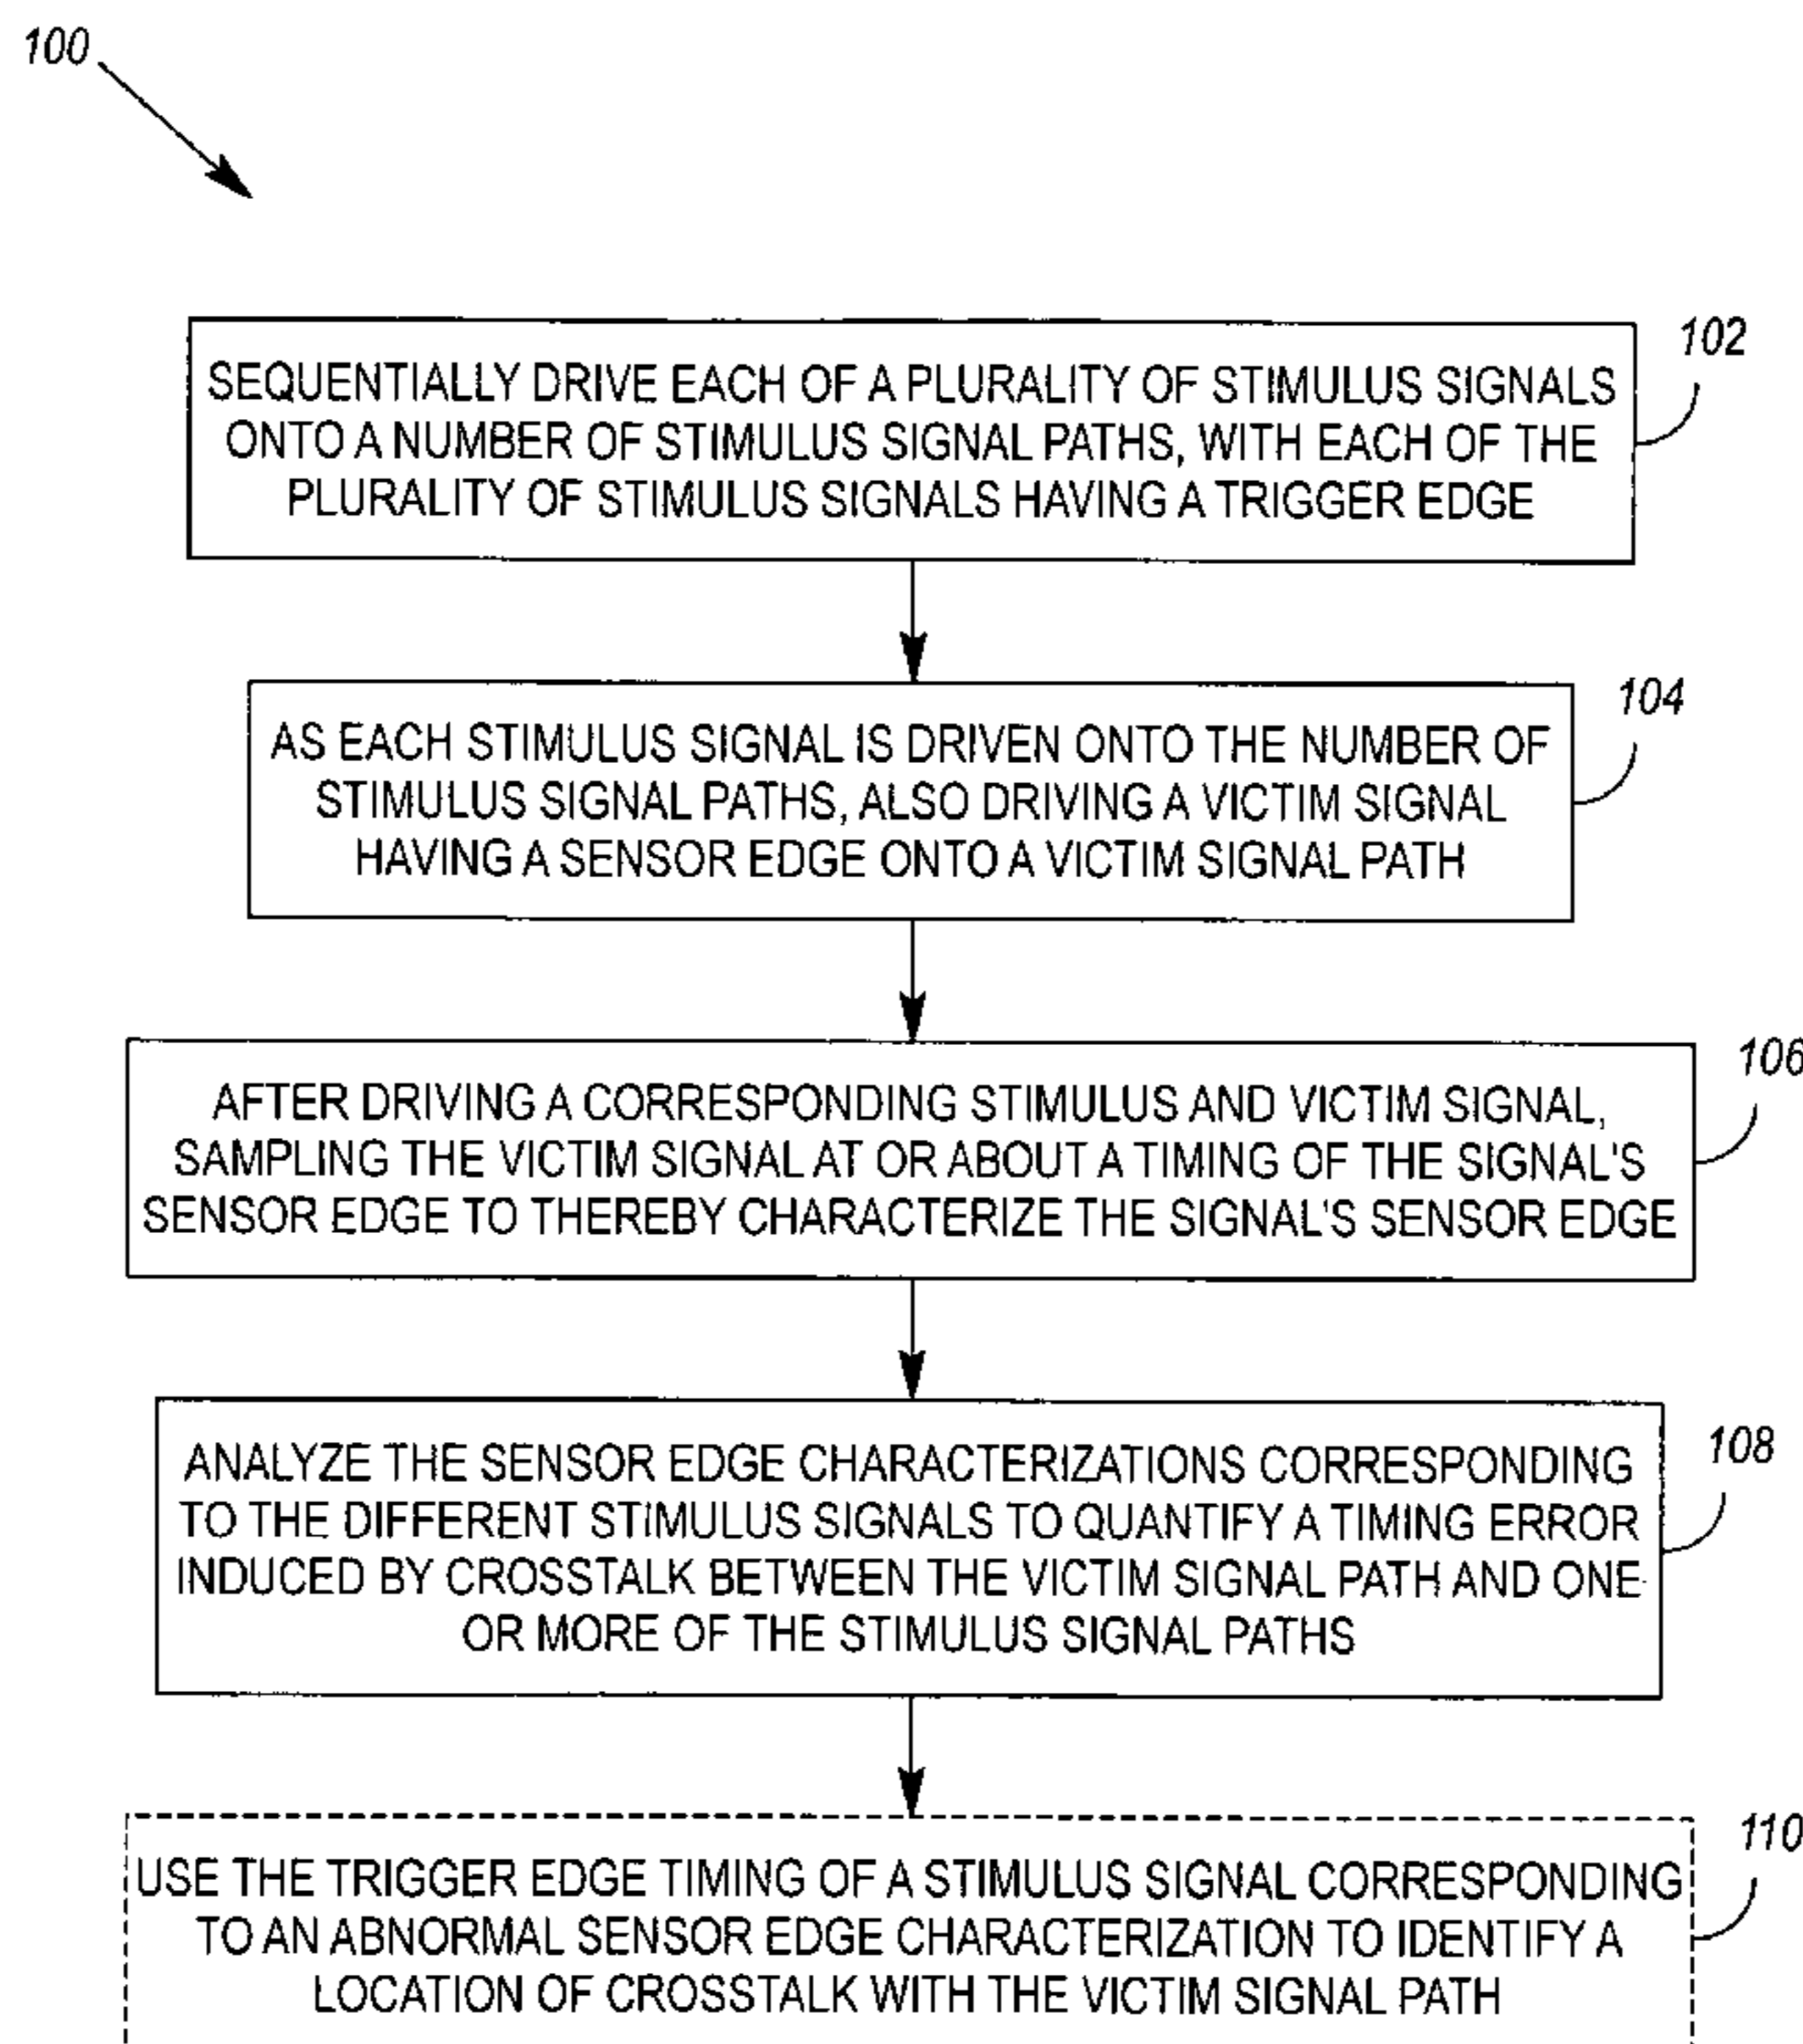 100
102
SEQUENTIALLY DRIVE EACH OF A PLURALITY OF STIMULUS SIGNALS
ONTO A NUMBER OF STIMULUS SIGNAL PATHS, WITH EACH OF THE
PLURALITY OF STIMULUS SIGNALS HAVING A TRIGGER EDGE
104
AS EACH STIMULUS SIGNAL IS DRIVEN ONTO THE NUMBER OF
STIMULUS SIGNAL PATHS, ALSO DRIVING A VICTIM SIGNAL
HAVING A SENSOR EDGE ONTO A VICTIM SIGNAL PATH
106
AFTER DRIVING A CORRESPONDING STIMULUS AND VICTIM SIGNAL,
SAMPLING THE VICTIM SIGNAL AT OR ABOUT A TIMING OF THE SIGNAL'S
SENSOR EDGE TO THEREBY CHARACTERIZE THE SIGNAL'S SENSOR EDGE
108
ANALYZE THE SENSOR EDGE CHARACTERIZATIONS CORRESPONDING
TO THE DIFFERENT STIMULUS SIGNALS TO QUANTIFY A TIMING ERROR
INDUCED BY CROSSTALK BETWEEN THE VICTIM SIGNAL PATH AND ONE
OR MORE OF THE STIMULUS SIGNAL PATHS
110
USE THE TRIGGER EDGE TIMING OF A STIMULUS SIGNAL CORRESPONDING
TO AN ABNORMAL SENSOR EDGE CHARACTERIZATION TO IDENTIFY A
LOCATION OF CROSSTALK WITH THE VICTIM SIGNAL PATH